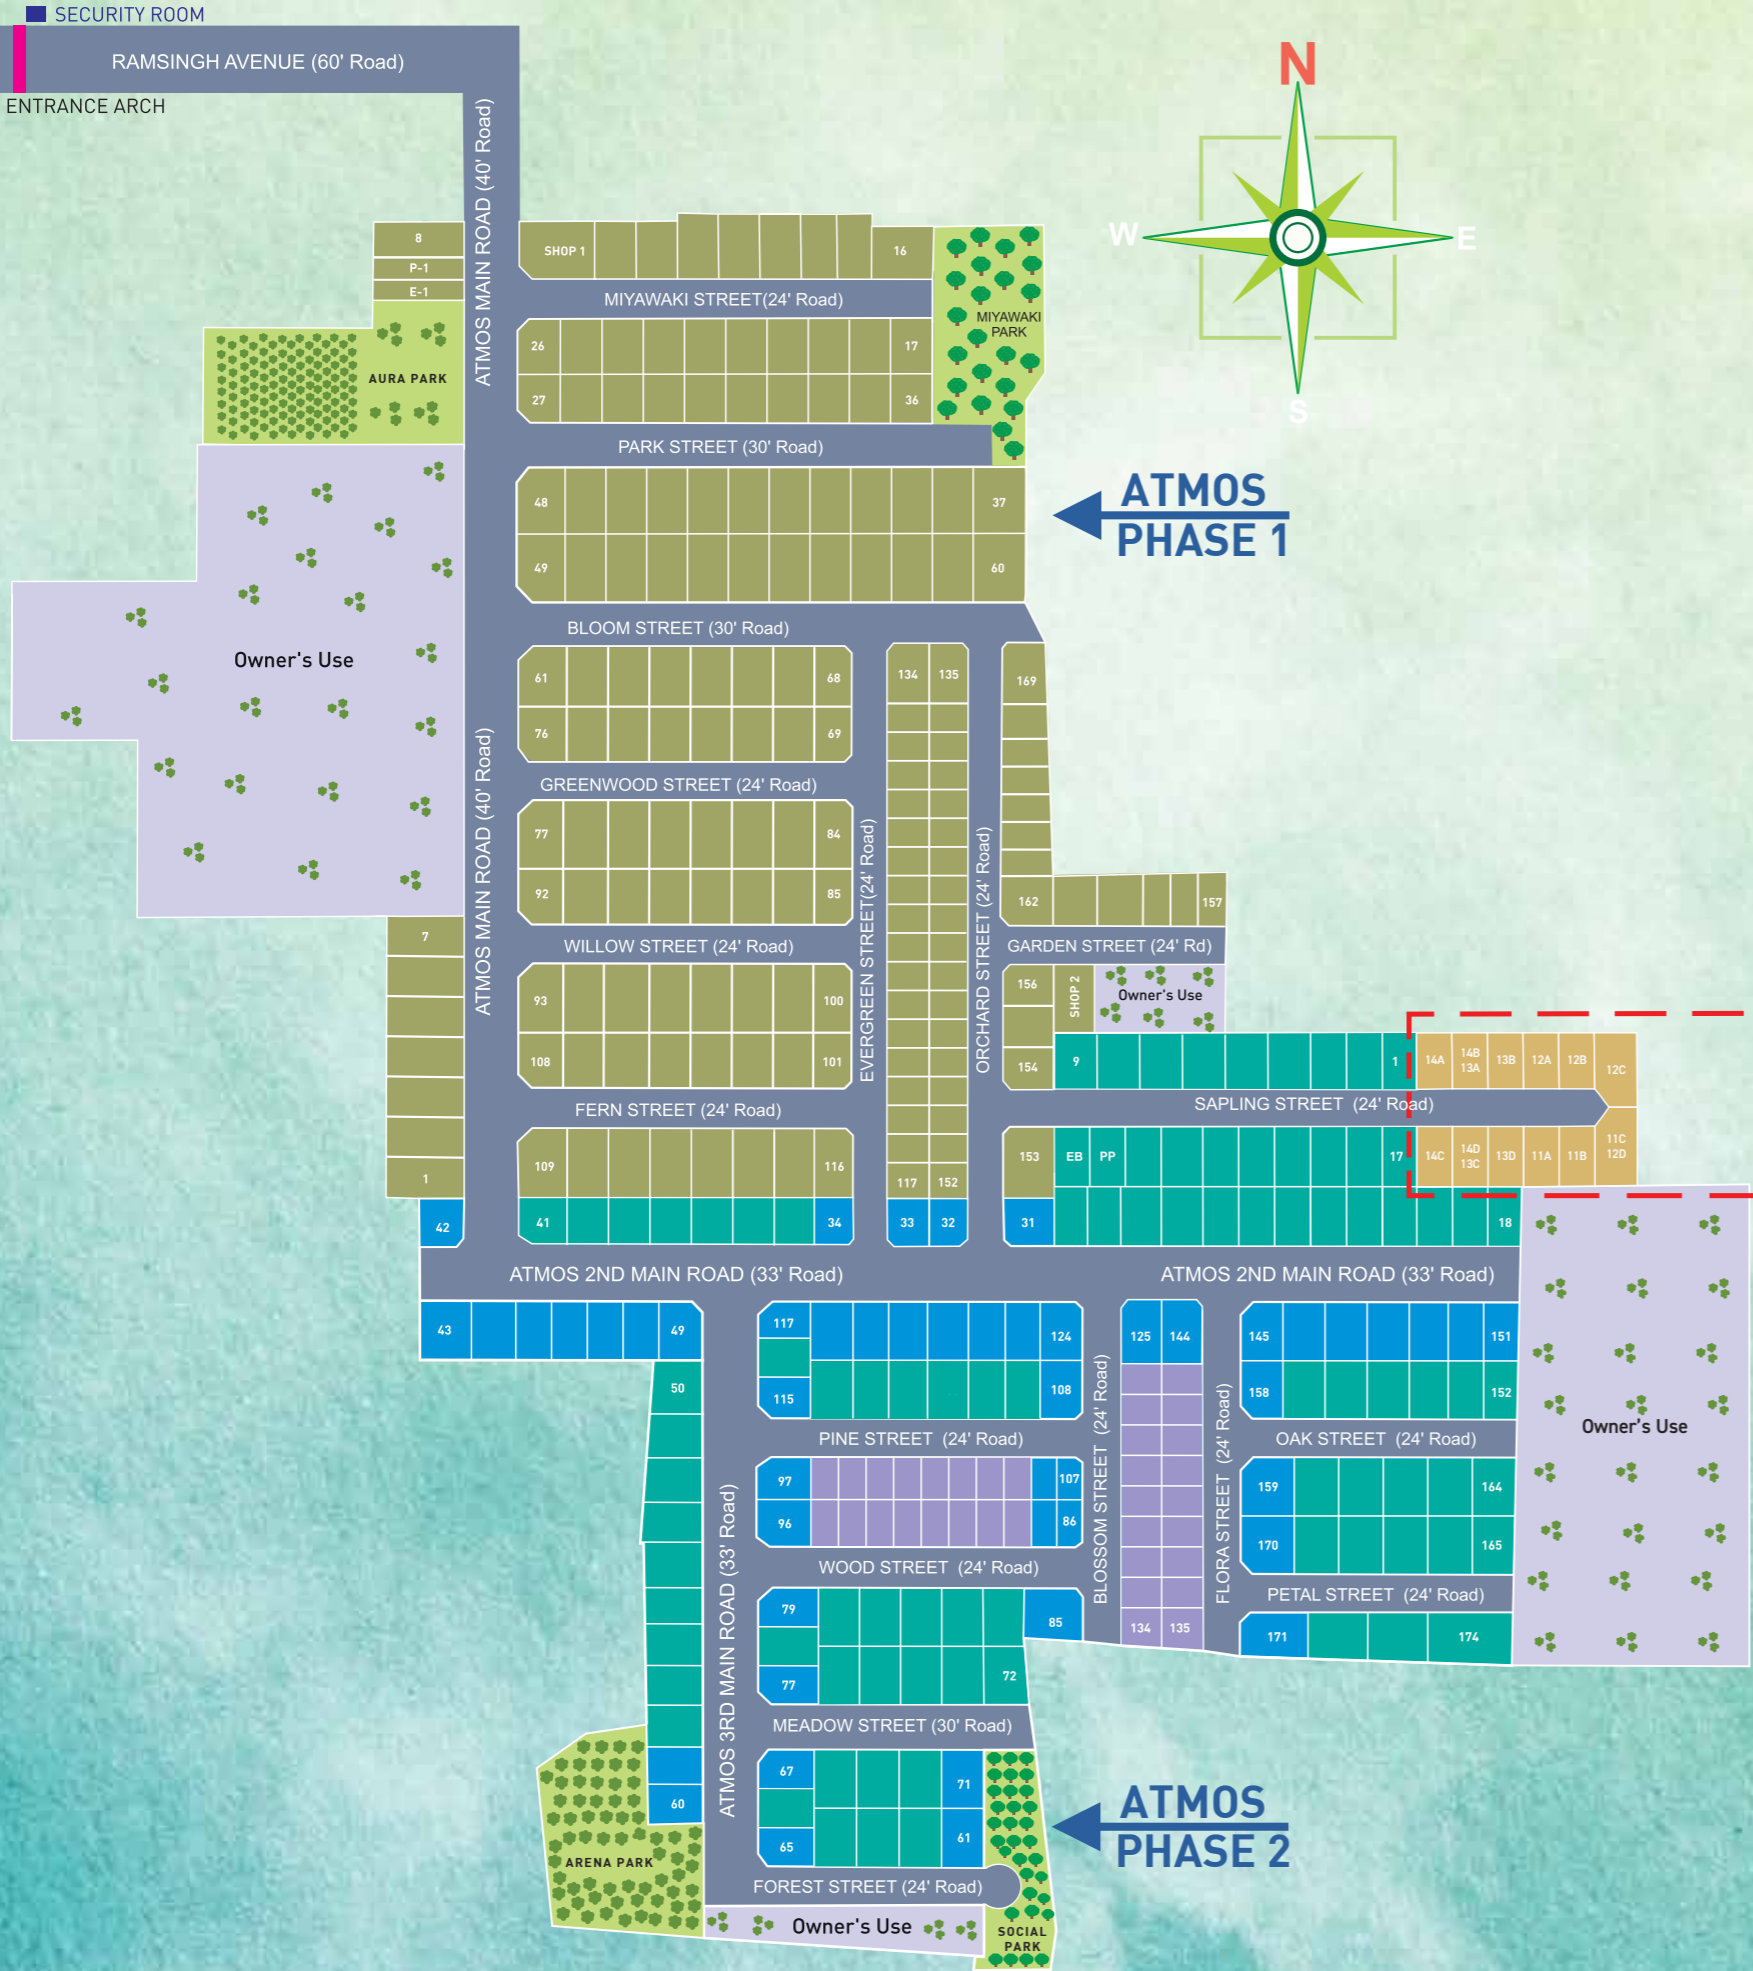 SECURITY ROOM
RAMSINGH AVENUE (60' Road)
ENTRANCE ARCH
N
W
E
S
ATMOS MAIN ROAD (40' Road)
8
P-1
E-1
AURA PARK
SHOP 1
16
MIYAWAKI STREET(24' Road)
MIYAWAKI
PARK
26
17
27
36
PARK STREET (30' Road)
48
37
49
60
ATMOS
PHASE 1
Owner's Use
BLOOM STREET (30' Road)
61
68
76
69
134
135
169
GREENWOOD STREET (24' Road)
ATMOS MAIN ROAD (40' Road)
77
84
92
85
EVERGREEN STREET(24' Road)
ORCHARD STREET (24' Road)
162
157
WILLOW STREET (24' Road)
GARDEN STREET (24' Rd)
7
1
93
100
108
101
156
SHOP 2
Owner's Use
154
9
1
14A
14B
13A
13B
12A
12B
12C
FERN STREET (24' Road)
SAPLING STREET (24' Road)
109
116
117
152
153
EB
PP
17
14C
14D
13C
13D
11A
11B
11C
12D
42
41
34
33
32
31
18
ATMOS 2ND MAIN ROAD (33' Road)
ATMOS 2ND MAIN ROAD (33' Road)
43
49
117
124
125
144
145
151
50
115
108
158
152
PINE STREET (24' Road)
OAK STREET (24' Road)
Owner's Use
BLOSSOM STREET (24' Road)
FLORA STREET (24' Road)
97
107
96
86
159
164
170
165
WOOD STREET (24' Road)
PETAL STREET (24' Road)
ATMOS 3RD MAIN ROAD (33' Road)
79
85
134
135
171
174
77
72
MEADOW STREET (30' Road)
67
71
60
65
61
ATMOS
PHASE 2
ARENA PARK
FOREST STREET (24' Road)
Owner's Use
SOCIAL
PARK